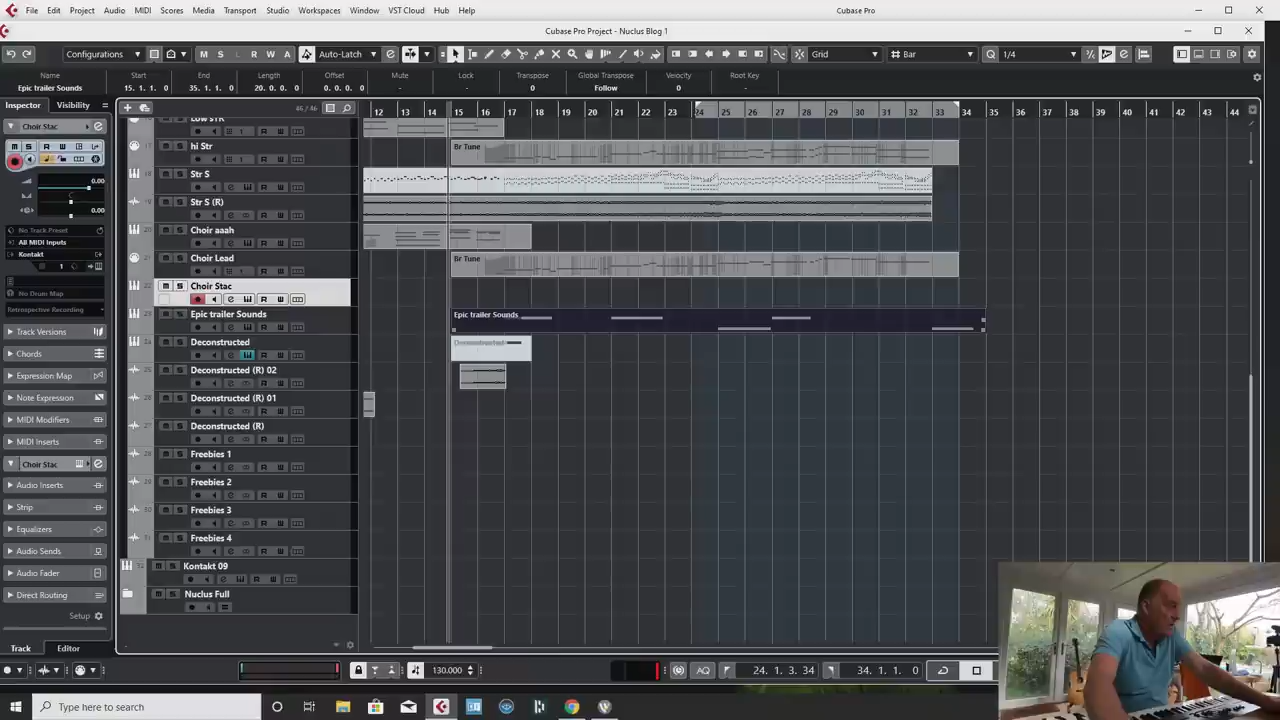 File Edit Project Audio MIDI Scores Media Transport Studio Workspaces Window VST Cloud Hub Help Cubase Pro
Cubase Pro Project - Nuclus Blog 1
Configurations M S L R W A Auto-Latch Grid Bar Q 1/4
Name Start End Length Offset Mute Lock Transpose Global Transpose Velocity Root Key
Epic trailer Sounds 15. 1. 1. 0 35. 1. 1. 0 20. 0. 0. 0 0. 0. 0. 0 - - 0 Follow 0 -
Inspector Visibility 12 13 14 15 16 17 18 19 20 21 22 23 24 25 26 27 28 29 30 31 32 33 34 35 36 37 38 39 40 41 42 43 44
Choir Stac
hi Str Br Tune
0.00
Str S
Str S (R)
0.00
No Track Preset Choir aaah
All MIDI Inputs
Kontakt Choir Lead Br Tune
1
Choir Stac
No Drum Map
Retrospective Recording
Epic trailer Sounds Epic trailer Sounds
Track Versions
Deconstructed Deconstructed
Chords
Expression Map Deconstructed (R) 02
Note Expression Deconstructed (R) 01
MIDI Modifiers
Deconstructed (R)
MIDI Inserts
Choir Stac Freebies 1
Audio Inserts Freebies 2
Strip Freebies 3
Equalizers
Audio Sends Freebies 4
Audio Fader Kontakt 09
Direct Routing Nuclus Full
Setup
Track Editor
130.000 AQ 24. 1. 3. 34 34. 1. 1. 0
Type here to search